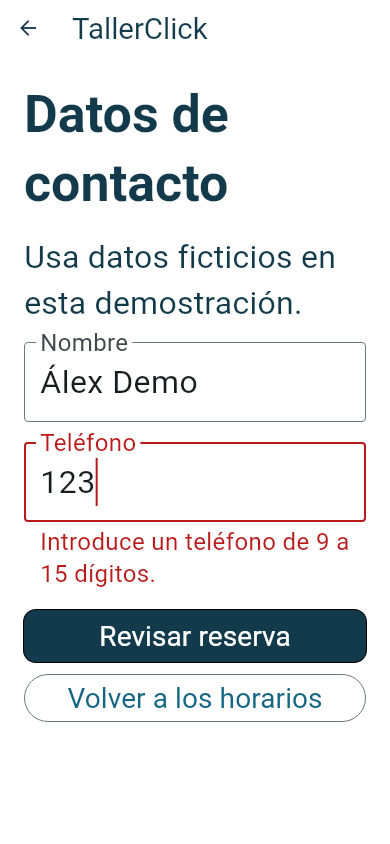 TallerClick
Datos de
contacto
Usa datos ficticios en
esta demostración.
Nombre
Álex Demo
Teléfono
123
Introduce un teléfono de 9 a
15 dígitos.
Revisar reserva
Volver a los horarios